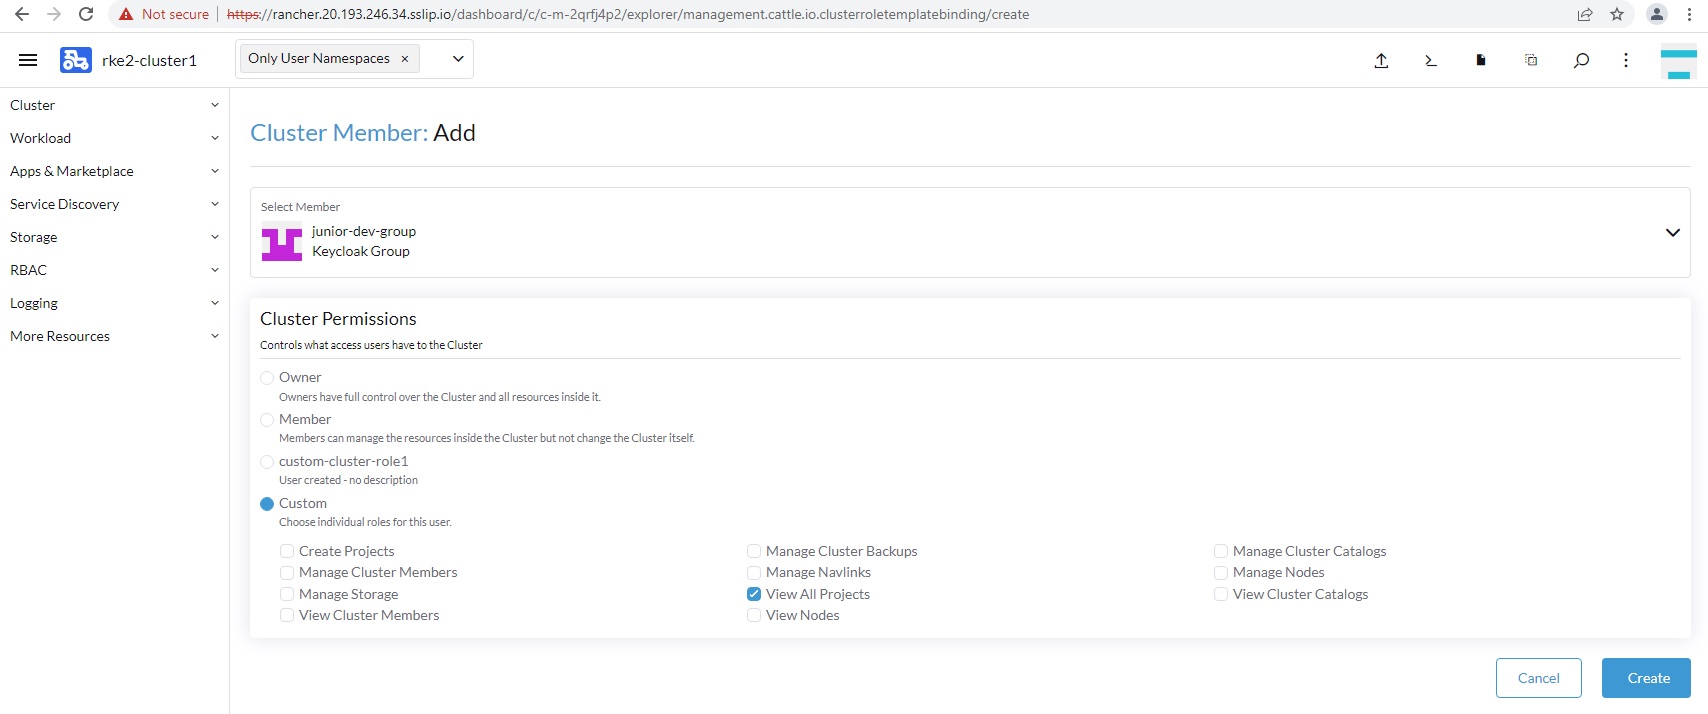 Not secure | https://rancher.20.193.246.34.sslip.io/dashboard/c/c-m-2qrfj4p2/explorer/management.cattle.io.clusterroletemplatebinding/create
rke2-cluster1
Only User Namespaces ×
Cluster
Workload
Apps & Marketplace
Service Discovery
Storage
RBAC
Logging
More Resources
Cluster Member: Add
Select Member
junior-dev-group
Keycloak Group
Cluster Permissions
Controls what access users have to the Cluster
Owner
Owners have full control over the Cluster and all resources inside it.
Member
Members can manage the resources inside the Cluster but not change the Cluster itself.
custom-cluster-role1
User created - no description
Custom
Choose individual roles for this user.
Create Projects Manage Cluster Backups Manage Cluster Catalogs
Manage Cluster Members Manage Navlinks Manage Nodes
Manage Storage View All Projects View Cluster Catalogs
View Cluster Members View Nodes
Cancel Create